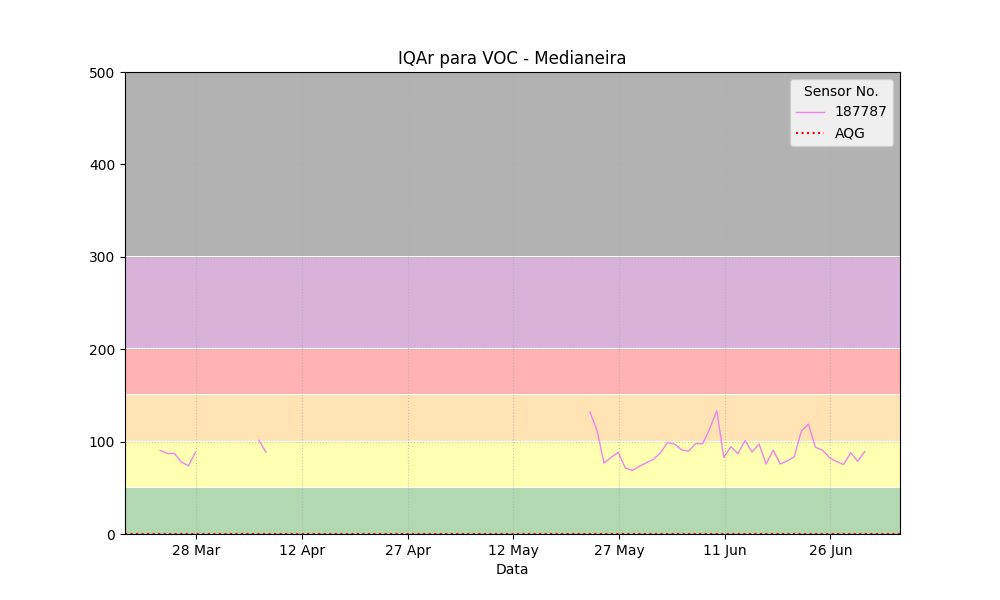 IQAr para VOC - Medianeira
500
400
300
200
100
0
Sensor No.
187787
AQG
28 Mar
12 Apr
27 Apr
12 May
27 May
11 Jun
26 Jun
Data